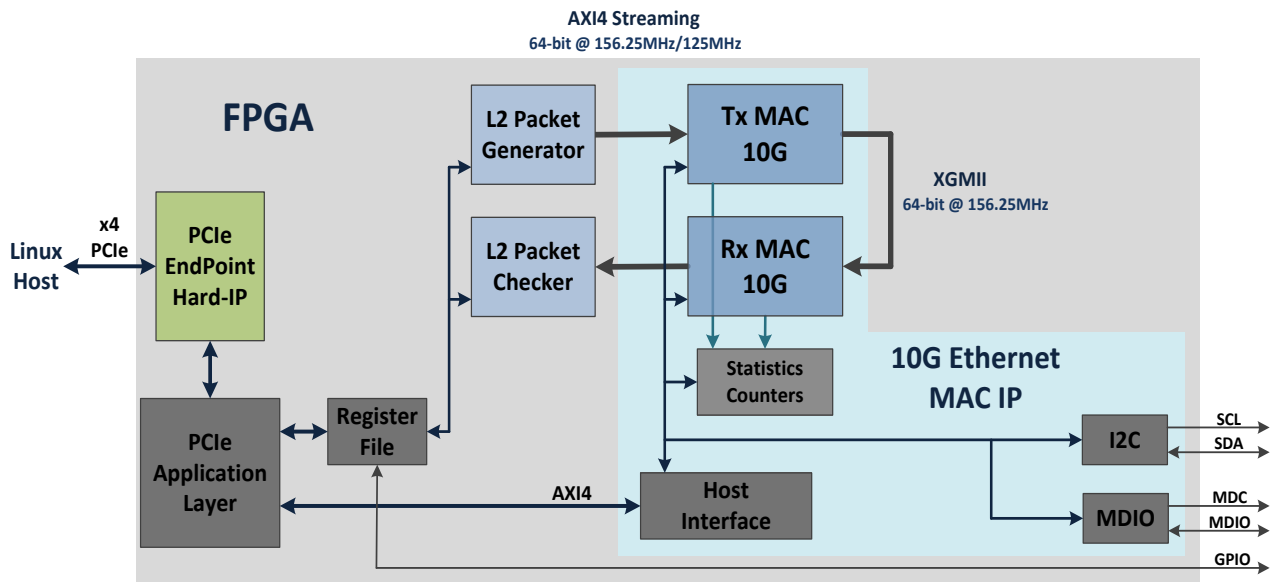 AXI4 Streaming
64-bit @ 156.25MHz/125MHz
FPGA
L2 Packet
Generator
Tx MAC
10G
XGMII
64-bit @ 156.25MHz
x4
PCIe
Linux
Host
PCIe
EndPoint
Hard-IP
L2 Packet
Checker
Rx MAC
10G
Statistics
Counters
10G Ethernet
MAC IP
PCIe
Application
Layer
Register
File
I2C
SCL
SDA
AXI4
Host
Interface
MDIO
MDC
MDIO
GPIO